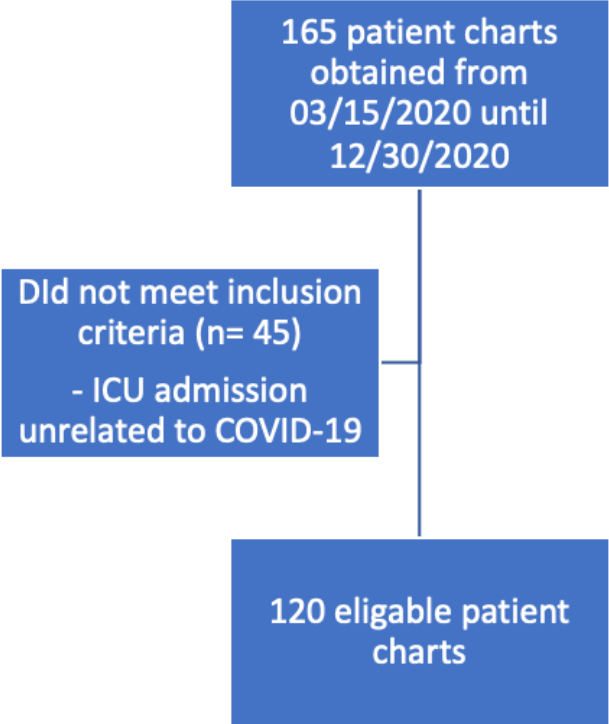 165 patient charts
obtained from
03/15/2020 until
12/30/2020
DId not meet inclusion
criteria (n= 45)
- ICU admission
unrelated to COVID-19
120 eligable patient
charts